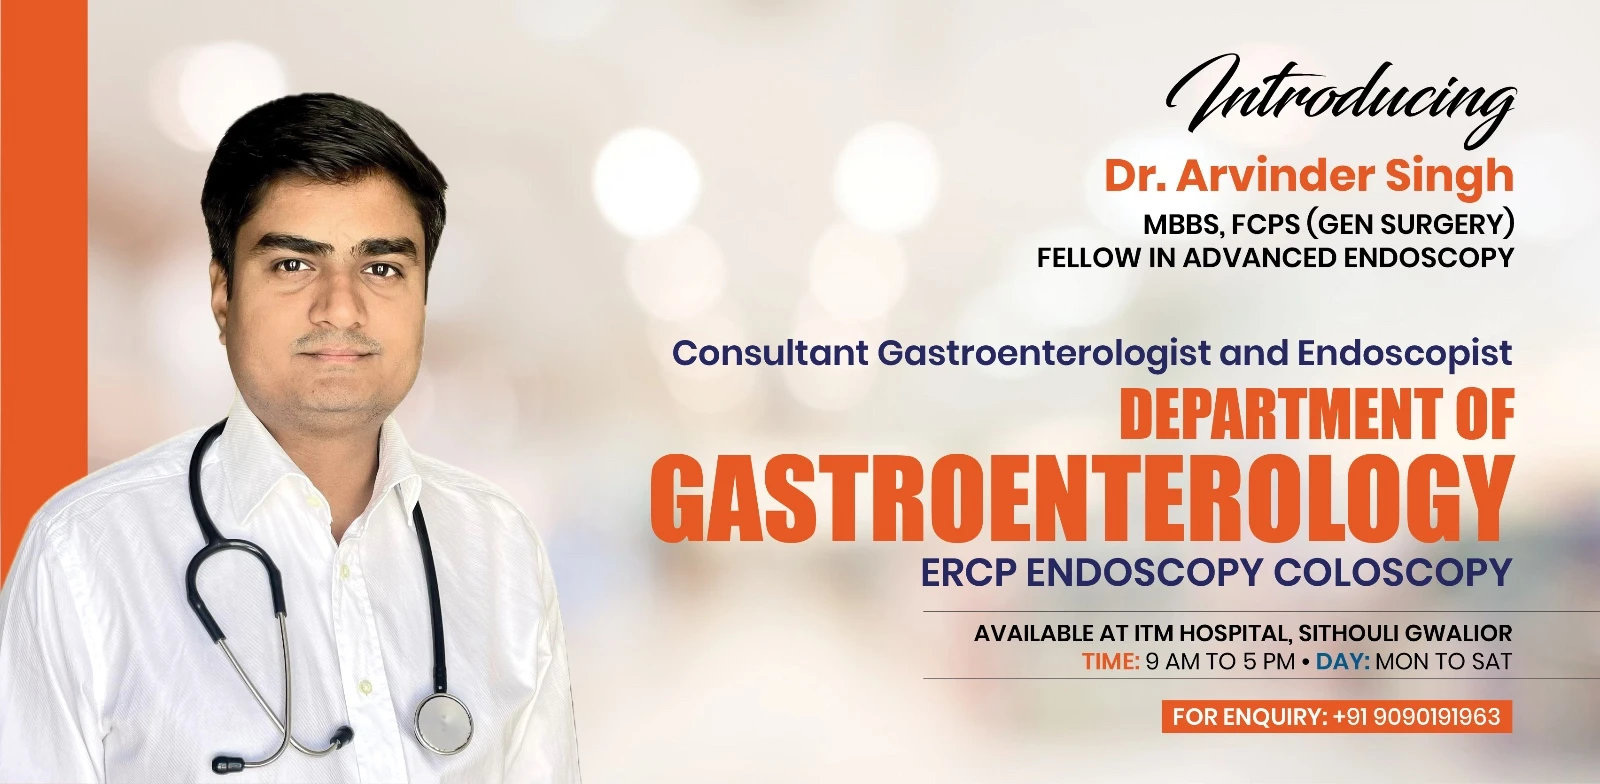 Introducing
Dr. Arvinder Singh
MBBS, FCPS (GEN SURGERY)
FELLOW IN ADVANCED ENDOSCOPY
Consultant Gastroenterologist and Endoscopist
DEPARTMENT OF
GASTROENTEROLOGY
ERCP ENDOSCOPY COLOSCOPY
AVAILABLE AT ITM HOSPITAL, SITHOULI GWALIOR
TIME: 9 AM TO 5 PM • DAY: MON TO SAT
FOR ENQUIRY: +91 9090191963